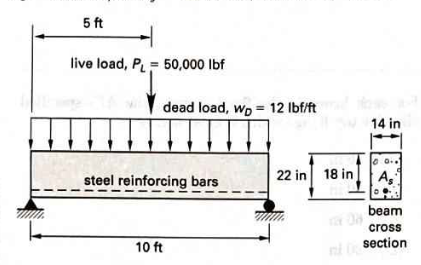 5 ft
live load, P_L = 50,000 lbf
dead load, w_D = 12 lbf/ft
14 in
steel reinforcing bars
22 in
18 in
A_s
beam
cross
section
10 ft